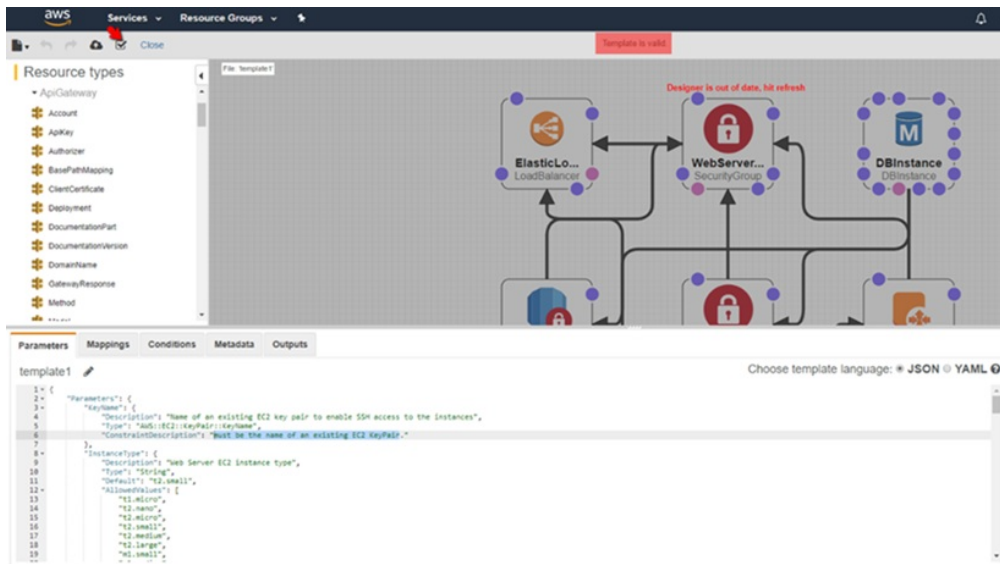 aws Services Resource Groups
Close
Template is valid.
Resource types
ApiGateway
Account
ApiKey
Authorizer
BasePathMapping
ClientCertificate
Deployment
DocumentationPart
DocumentationVersion
DomainName
GatewayResponse
Method
File: template1
Designer is out of date, hit refresh
ElasticLo...
LoadBalancer
WebServer...
SecurityGroup
M
DBInstance
DBInstance
Parameters Mappings Conditions Metadata Outputs
template1
Choose template language: JSON YAML
1 {
2 "Parameters": {
3 "KeyName": {
4 "Description": "Name of an existing EC2 key pair to enable SSH access to the instances",
5 "Type": "AWS::EC2::KeyPair::KeyName",
6 "ConstraintDescription": "must be the name of an existing EC2 KeyPair."
7 },
8 "InstanceType": {
9 "Description": "Web Server EC2 instance type",
10 "Type": "String",
11 "Default": "t2.small",
12 "AllowedValues": [
13 "t1.micro",
14 "t2.nano",
15 "t2.micro",
16 "t2.small",
17 "t2.medium",
18 "t2.large",
19 "m1.small",